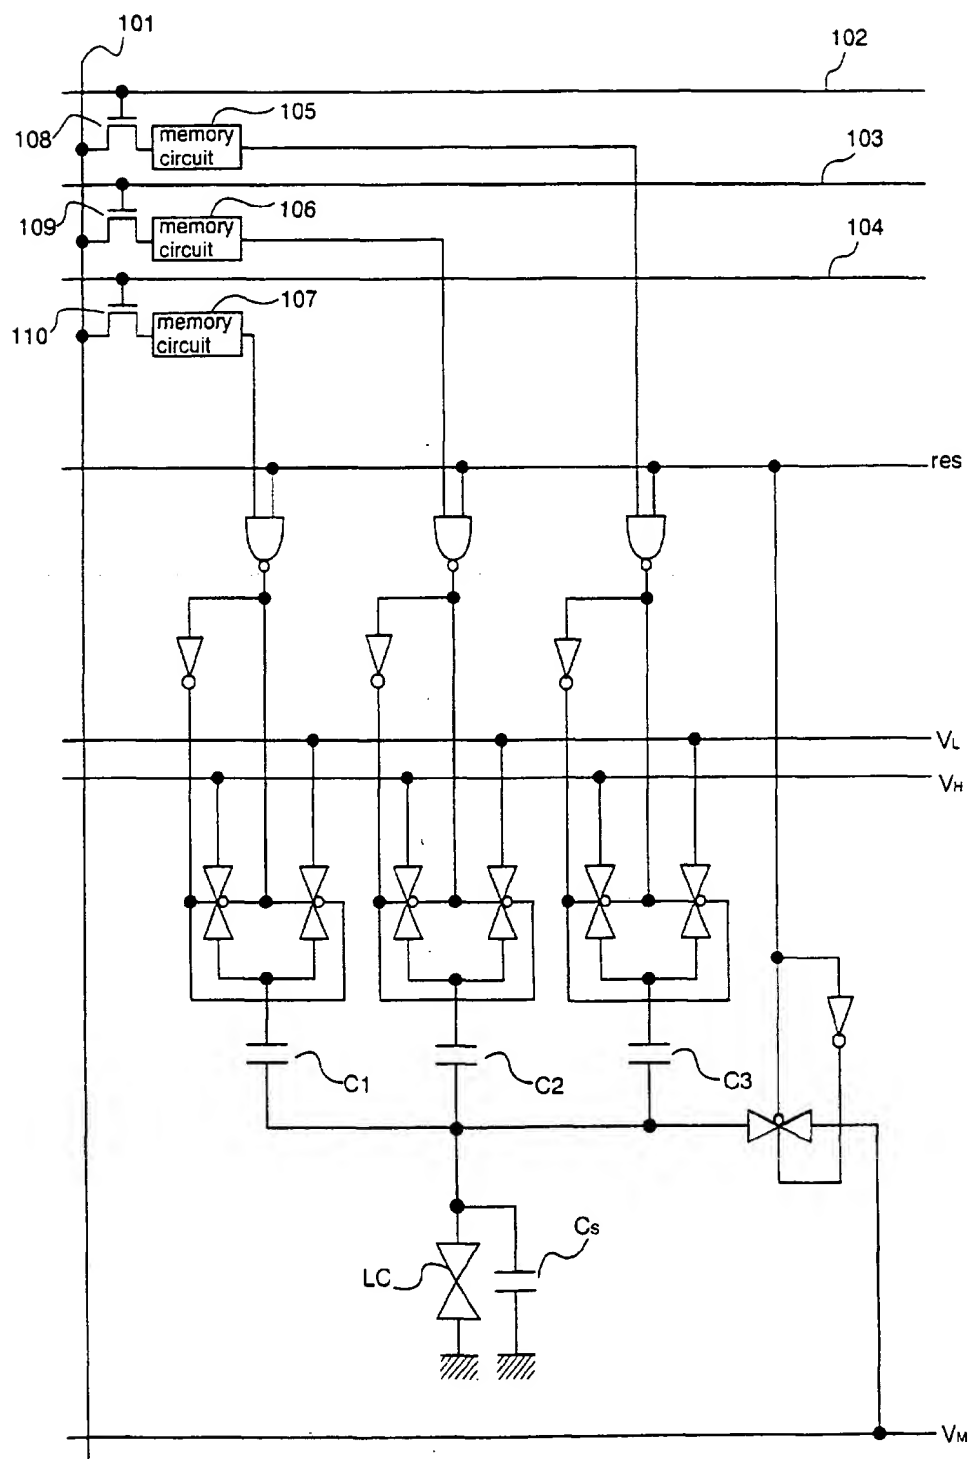 101
102
105
108
memory
circuit
103
106
109
memory
circuit
104
107
110
memory
circuit
res
VL
VH
C1
C2
C3
Cs
LC
VM